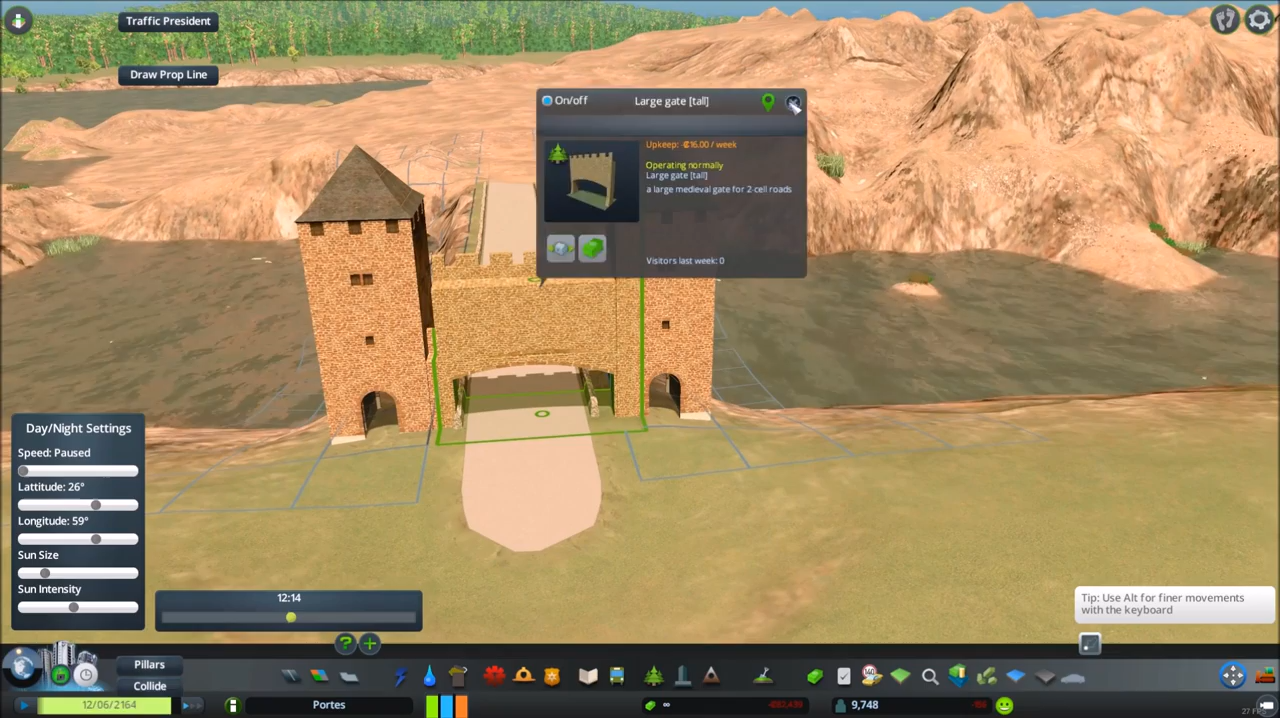 Traffic President
Draw Prop Line
On/off
Large gate [tall]
Upkeep: -₡16.00 / week
Operating normally
Large gate [tall]
a large medieval gate for 2-cell roads
Visitors last week: 0
Day/Night Settings
Speed: Paused
Lattitude: 26°
Longitude: 59°
Sun Size
Sun Intensity
12:14
Tip: Use Alt for finer movements
with the keyboard
?
Pillars
Collide
12/06/2164
Portes
∞
9,748
27 FPS